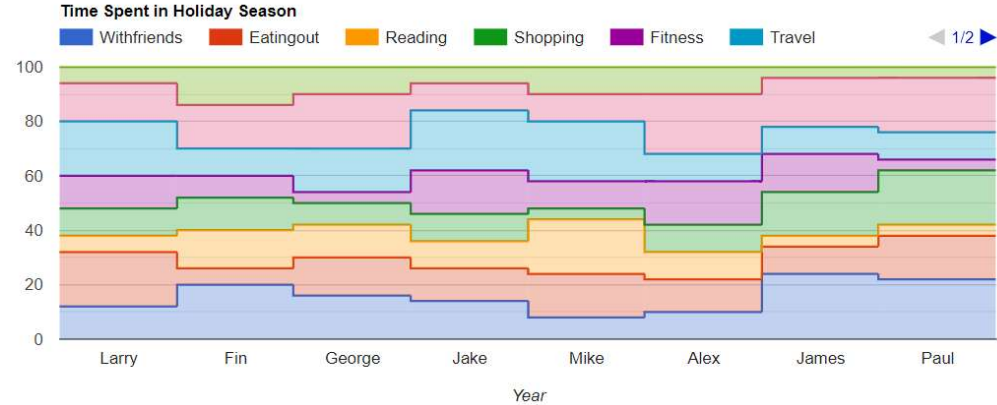 Time Spent in Holiday Season
Withfriends Eatingout Reading Shopping Fitness Travel 1/2
100
80
60
40
20
0
Larry Fin George Jake Mike Alex James Paul
Year